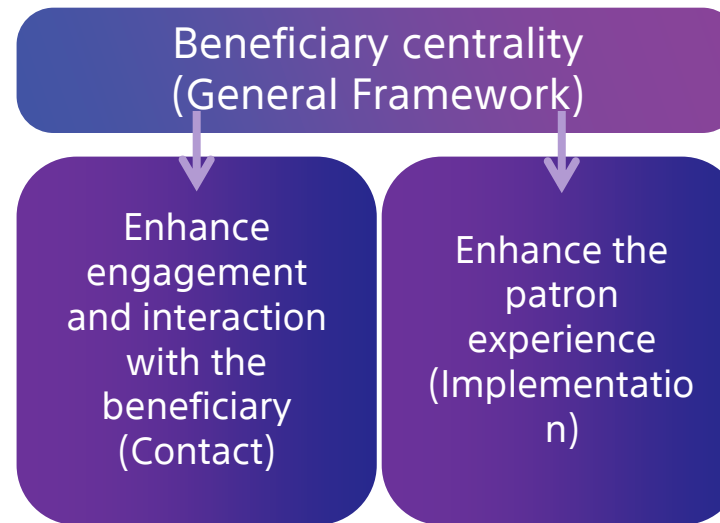 Beneficiary centrality
(General Framework)
Enhance
engagement
and interaction
with the
beneficiary
(Contact)
Enhance the
patron
experience
(Implementatio
n)